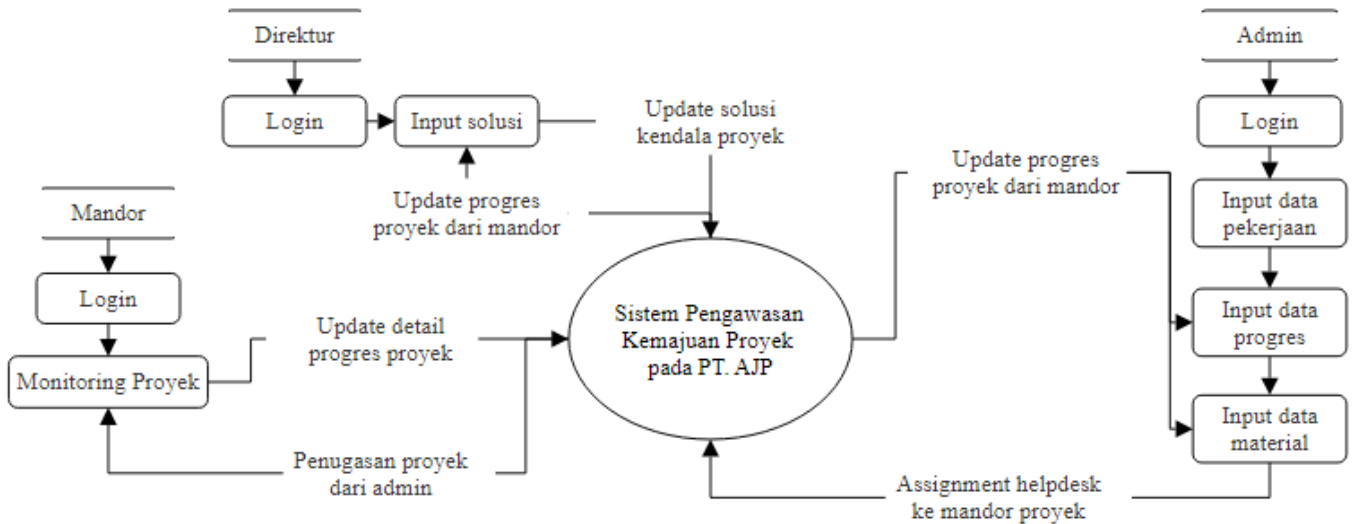 Direktur
Login
Input solusi
Update solusi
kendala proyek
Update progres
proyek dari mandor
Mandor
Login
Monitoring Proyek
Update detail
progres proyek
Penugasan proyek
dari admin
Sistem Pengawasan
Kemajuan Proyek
pada PT. AJP
Update progres
proyek dari mandor
Admin
Login
Input data
pekerjaan
Input data
progres
Input data
material
Assignment helpdesk
ke mandor proyek